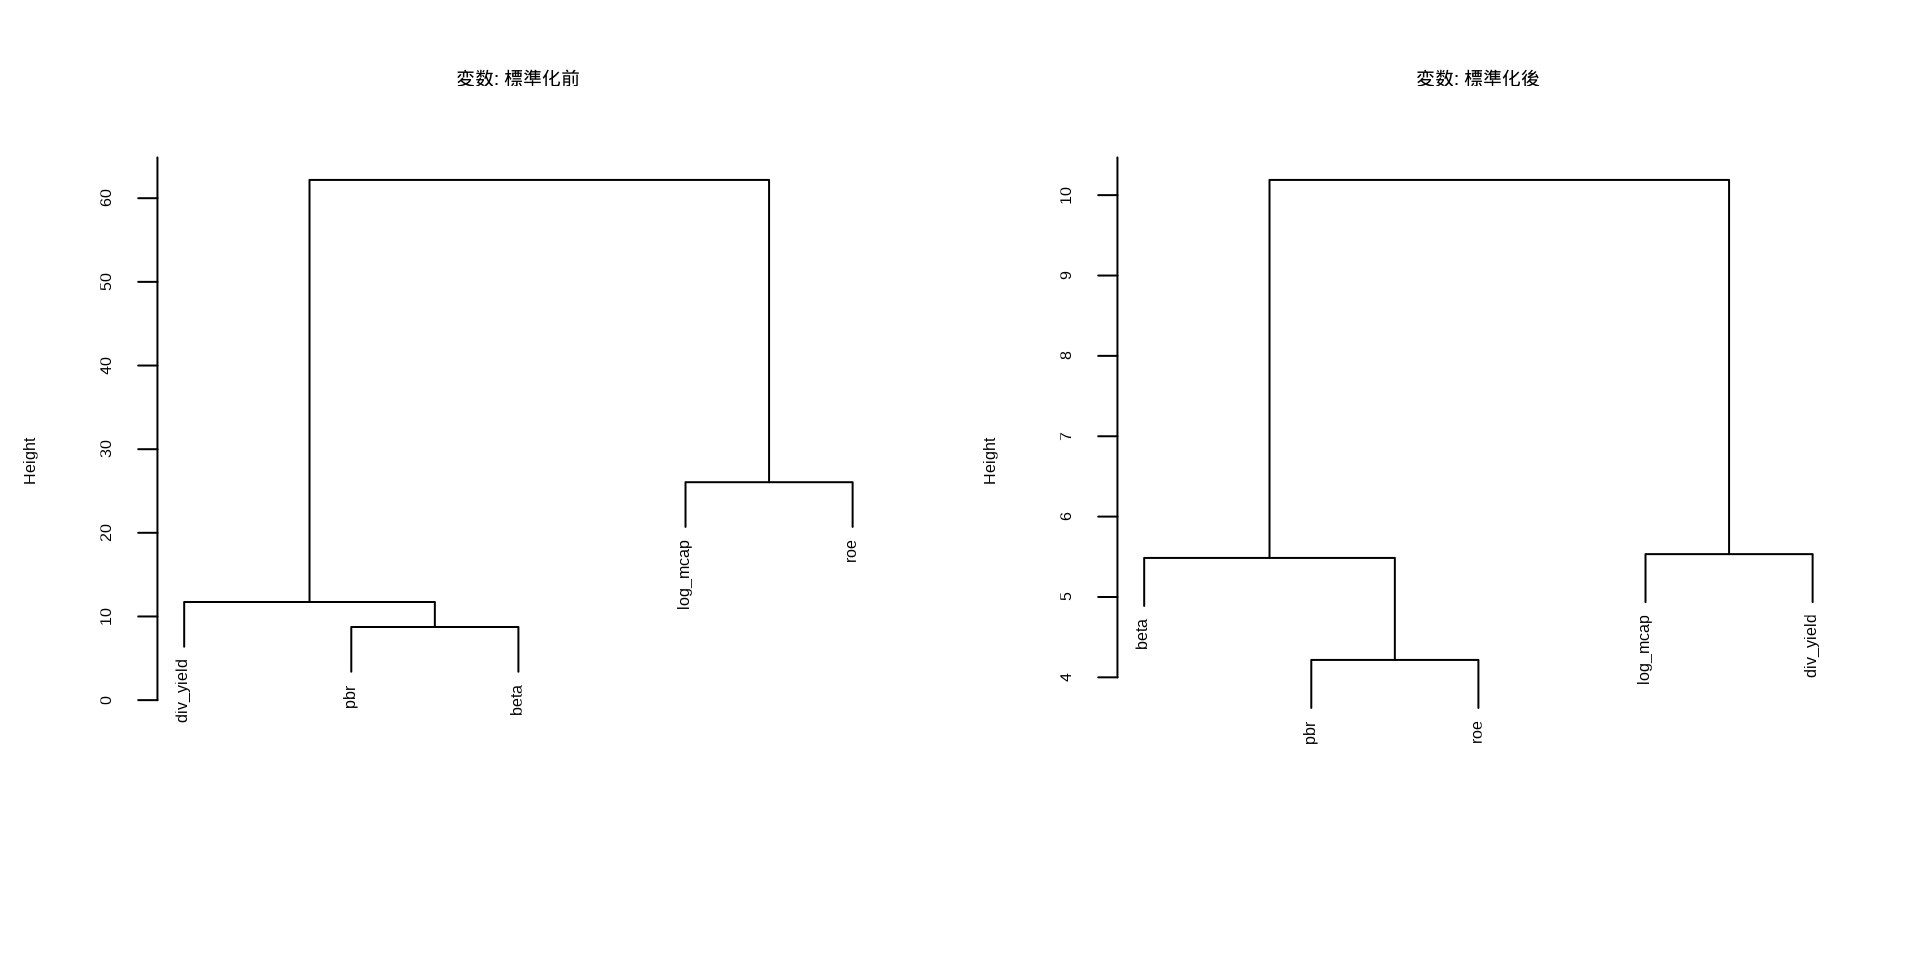 変数: 標準化前
Height
60
50
40
30
20
10
0
div_yield
pbr
beta
log_mcap
roe
変数: 標準化後
Height
10
9
8
7
6
5
4
beta
pbr
roe
log_mcap
div_yield